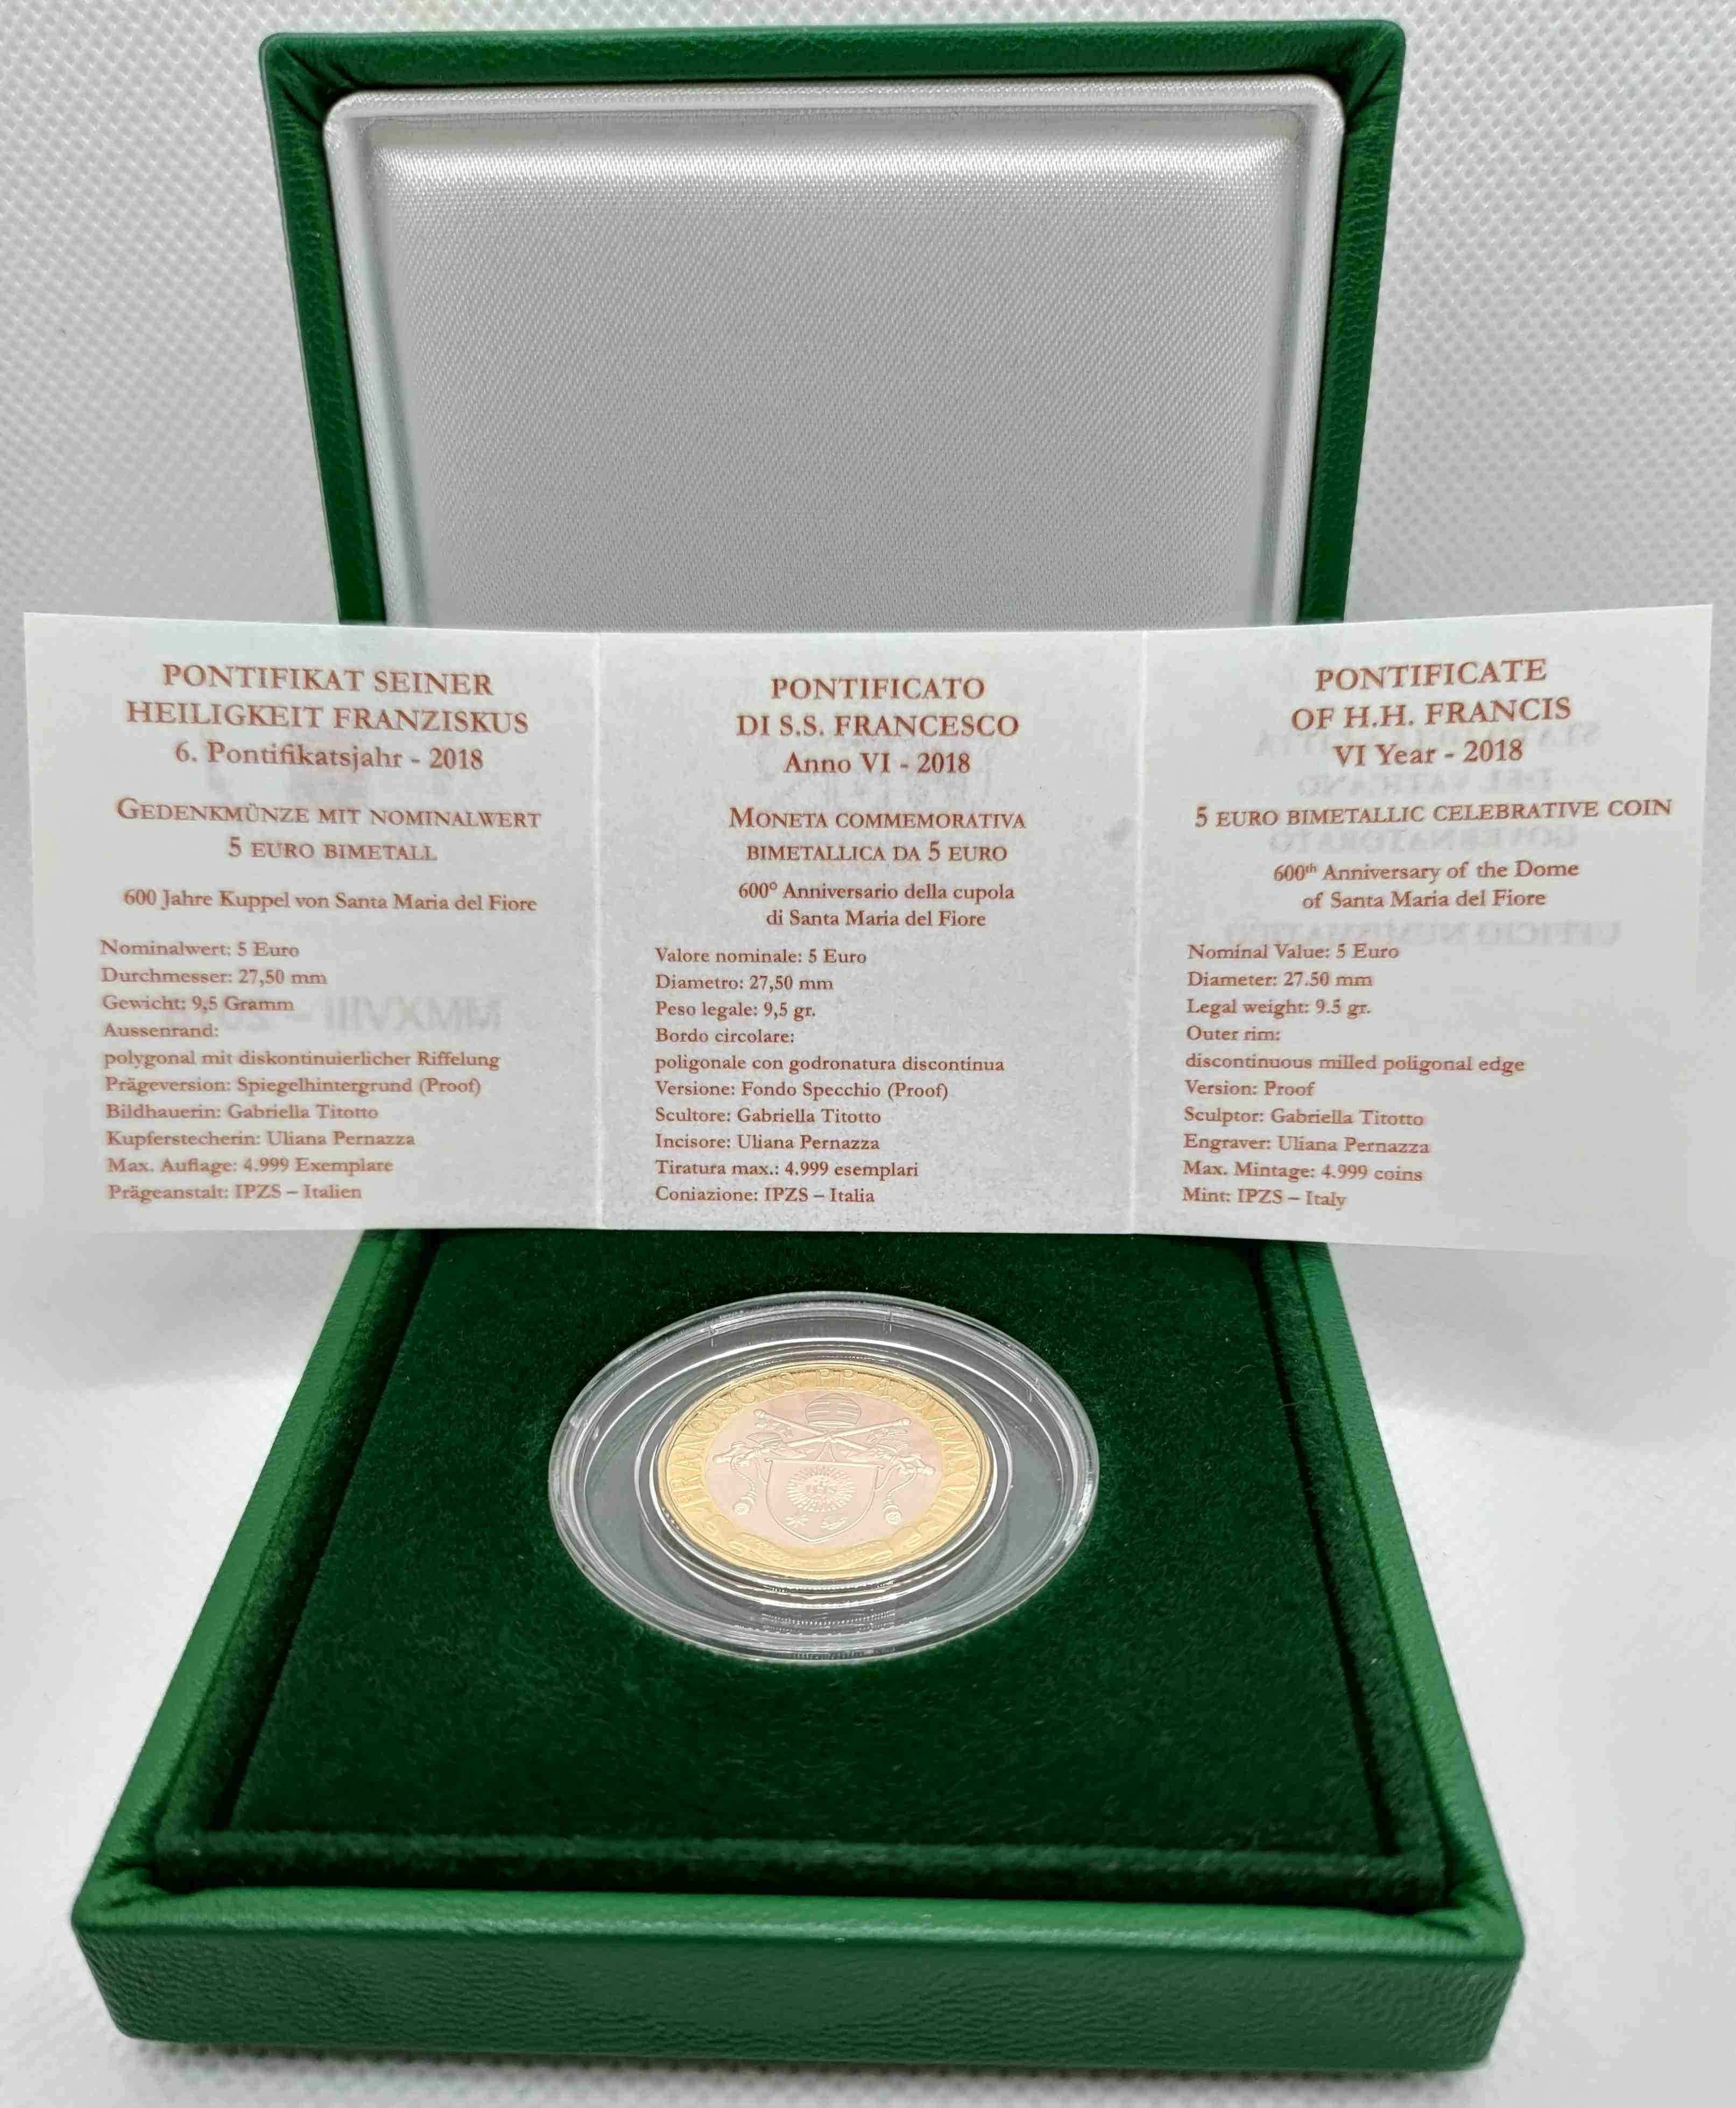 PONTIFIKAT SEINER
HEILIGKEIT FRANZISKUS
6. Pontifikatsjahr - 2018
GEDENKMÜNZE MIT NOMINALWERT
5 EURO BIMETALL
600 Jahre Kuppel von Santa Maria del Fiore
Nominalwert: 5 Euro
Durchmesser: 27,50 mm
Gewicht: 9,5 Gramm
Aussenrand:
polygonal mit diskontinuierlicher Riffelung
Prägeversion: Spiegelhintergrund (Proof)
Bildhauerin: Gabriella Titotto
Kupferstecherin: Uliana Pernazza
Max. Auflage: 4.999 Exemplare
Prägeanstalt: IPZS – Italien
PONTIFICATO
DI S.S. FRANCESCO
Anno VI - 2018
MONETA COMMEMORATIVA
BIMETALLICA DA 5 EURO
600° Anniversario della cupola
di Santa Maria del Fiore
Valore nominale: 5 Euro
Diametro: 27,50 mm
Peso legale: 9,5 gr.
Bordo circolare:
poligonale con godronatura discontinua
Versione: Fondo Specchio (Proof)
Scultore: Gabriella Titotto
Incisore: Uliana Pernazza
Tiratura max.: 4.999 esemplari
Coniazione: IPZS – Italia
PONTIFICATE
OF H.H. FRANCIS
VI Year - 2018
5 EURO BIMETALLIC CELEBRATIVE COIN
600th Anniversary of the Dome
of Santa Maria del Fiore
Nominal Value: 5 Euro
Diameter: 27.50 mm
Legal weight: 9.5 gr.
Outer rim:
discontinuous milled poligonal edge
Version: Proof
Sculptor: Gabriella Titotto
Engraver: Uliana Pernazza
Max. Mintage: 4.999 coins
Mint: IPZS – Italy
FRANCISCVS PP. A. D. MMXVIII
IHS